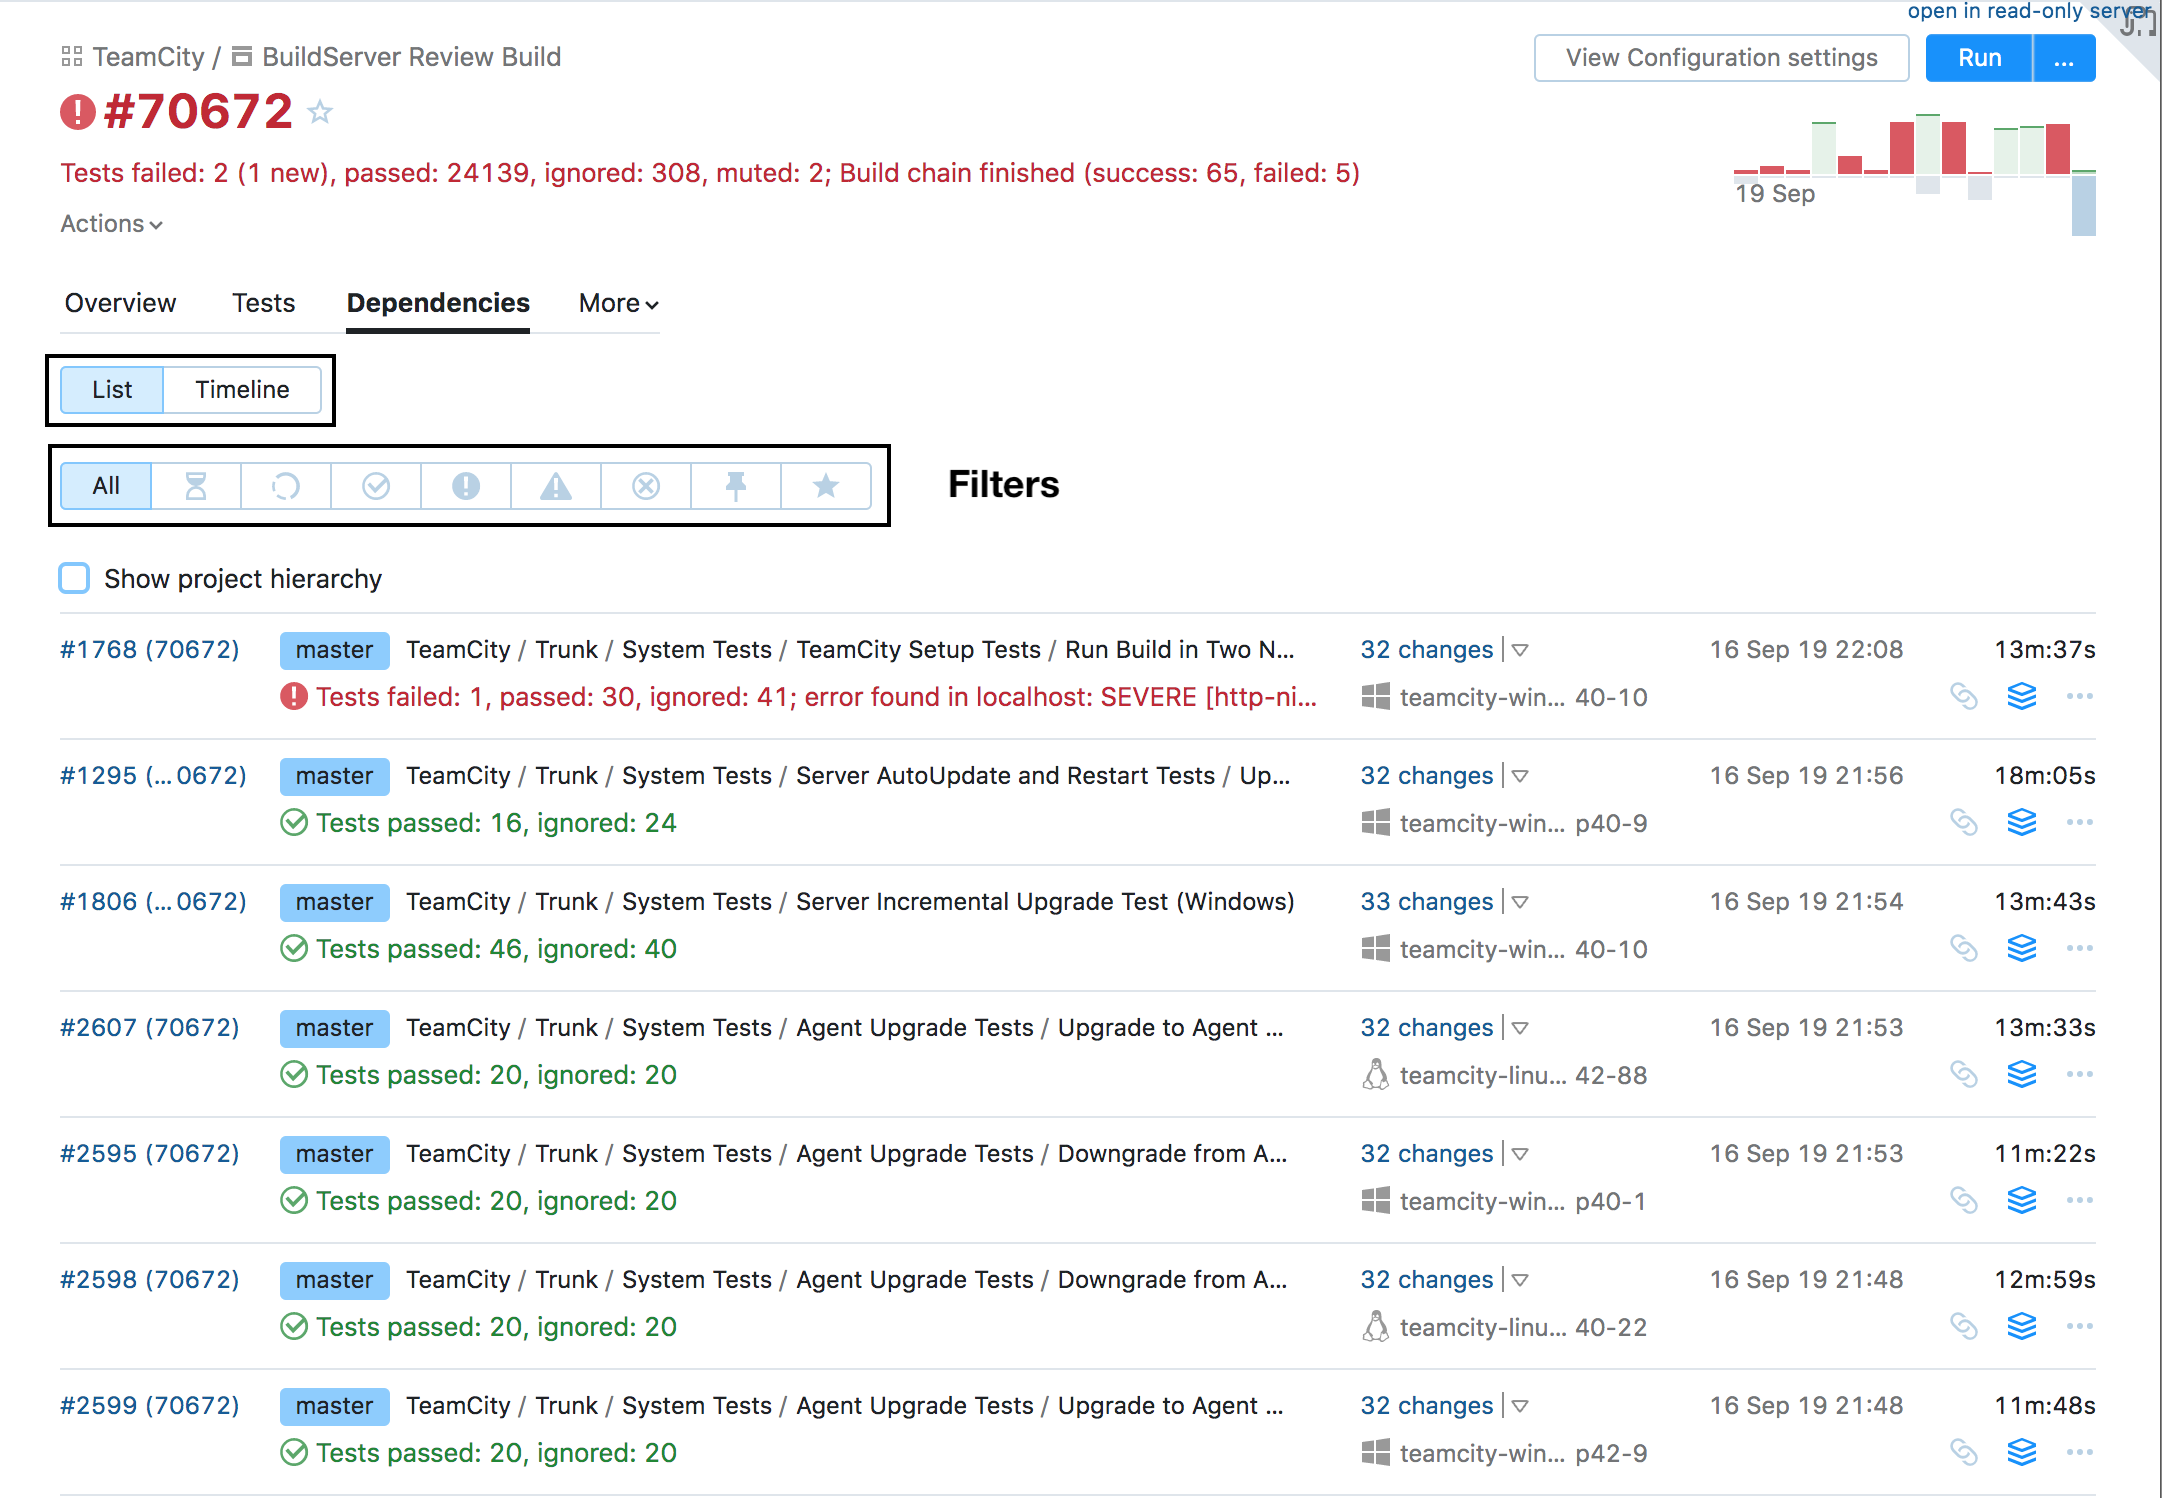 open in read-only server
TeamCity / BuildServer Review Build
View Configuration settings
Run
...
#70672
Tests failed: 2 (1 new), passed: 24139, ignored: 308, muted: 2; Build chain finished (success: 65, failed: 5)
19 Sep
Actions
Overview Tests Dependencies More
List Timeline
All
Filters
Show project hierarchy
#1768 (70672) master TeamCity / Trunk / System Tests / TeamCity Setup Tests / Run Build in Two N... 32 changes 16 Sep 19 22:08 13m:37s
Tests failed: 1, passed: 30, ignored: 41; error found in localhost: SEVERE [http-ni... teamcity-win... 40-10
#1295 (...0672) master TeamCity / Trunk / System Tests / Server AutoUpdate and Restart Tests / Up... 32 changes 16 Sep 19 21:56 18m:05s
Tests passed: 16, ignored: 24 teamcity-win... p40-9
#1806 (...0672) master TeamCity / Trunk / System Tests / Server Incremental Upgrade Test (Windows) 33 changes 16 Sep 19 21:54 13m:43s
Tests passed: 46, ignored: 40 teamcity-win... 40-10
#2607 (70672) master TeamCity / Trunk / System Tests / Agent Upgrade Tests / Upgrade to Agent ... 32 changes 16 Sep 19 21:53 13m:33s
Tests passed: 20, ignored: 20 teamcity-linu... 42-88
#2595 (70672) master TeamCity / Trunk / System Tests / Agent Upgrade Tests / Downgrade from A... 32 changes 16 Sep 19 21:53 11m:22s
Tests passed: 20, ignored: 20 teamcity-win... p40-1
#2598 (70672) master TeamCity / Trunk / System Tests / Agent Upgrade Tests / Downgrade from A... 32 changes 16 Sep 19 21:48 12m:59s
Tests passed: 20, ignored: 20 teamcity-linu... 40-22
#2599 (70672) master TeamCity / Trunk / System Tests / Agent Upgrade Tests / Upgrade to Agent ... 32 changes 16 Sep 19 21:48 11m:48s
Tests passed: 20, ignored: 20 teamcity-win... p42-9